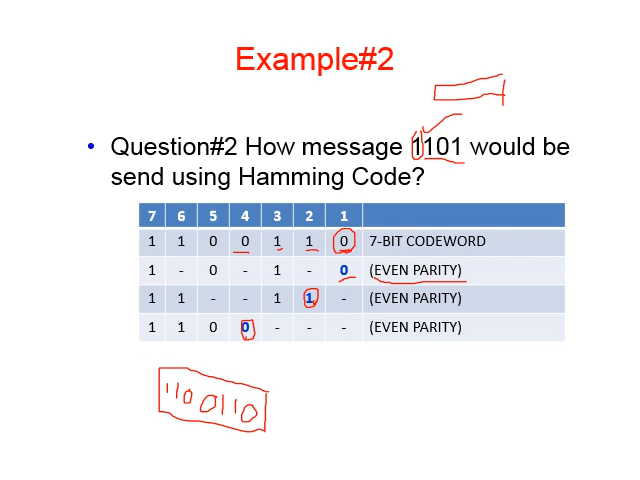 Example#2
• Question#2 How message 1101 would be
send using Hamming Code?
7 6 5 4 3 2 1
1 1 0 0 1 1 0 7-BIT CODEWORD
1 - 0 - 1 - 0 (EVEN PARITY)
1 1 - - 1 1 - (EVEN PARITY)
1 1 0 0 - - - (EVEN PARITY)
1100110